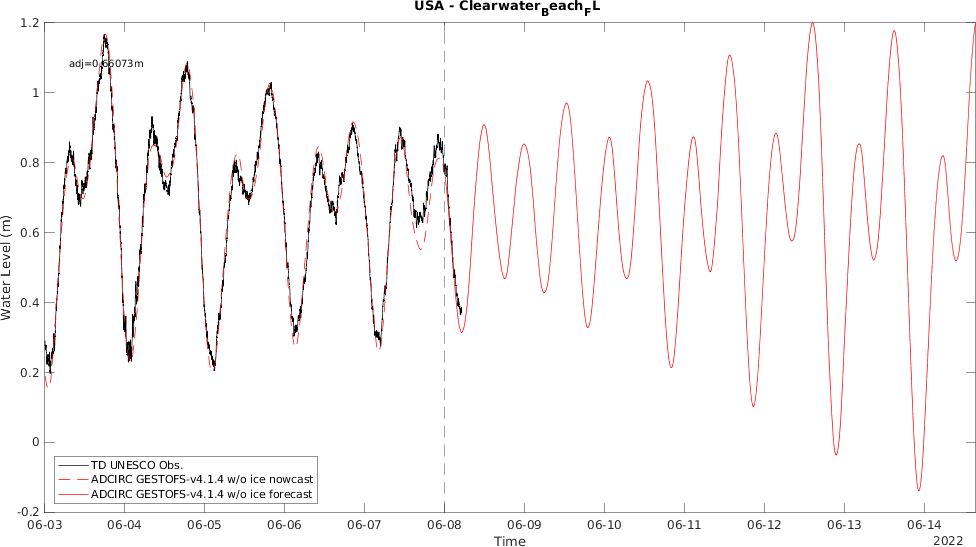 USA - Clearwater_Beach_FL
adj=0.66073m
1.2
1
0.8
0.6
0.4
0.2
0
-0.2
Water Level (m)
TD UNESCO Obs.
ADCIRC GESTOFS-v4.1.4 w/o ice nowcast
ADCIRC GESTOFS-v4.1.4 w/o ice forecast
06-03 06-04 06-05 06-06 06-07 06-08 06-09 06-10 06-11 06-12 06-13 06-14
Time
2022